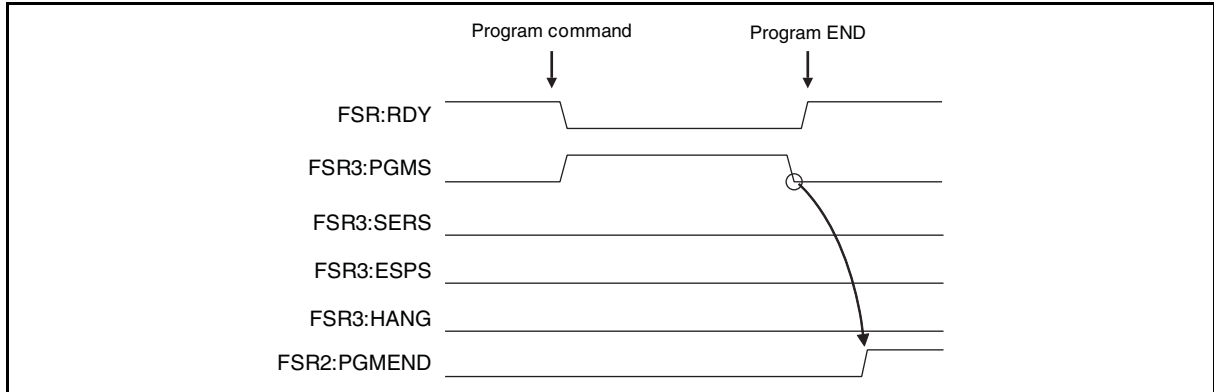 Program command Program END
FSR:RDY
FSR3:PGMS
FSR3:SERS
FSR3:ESPS
FSR3:HANG
FSR2:PGMEND